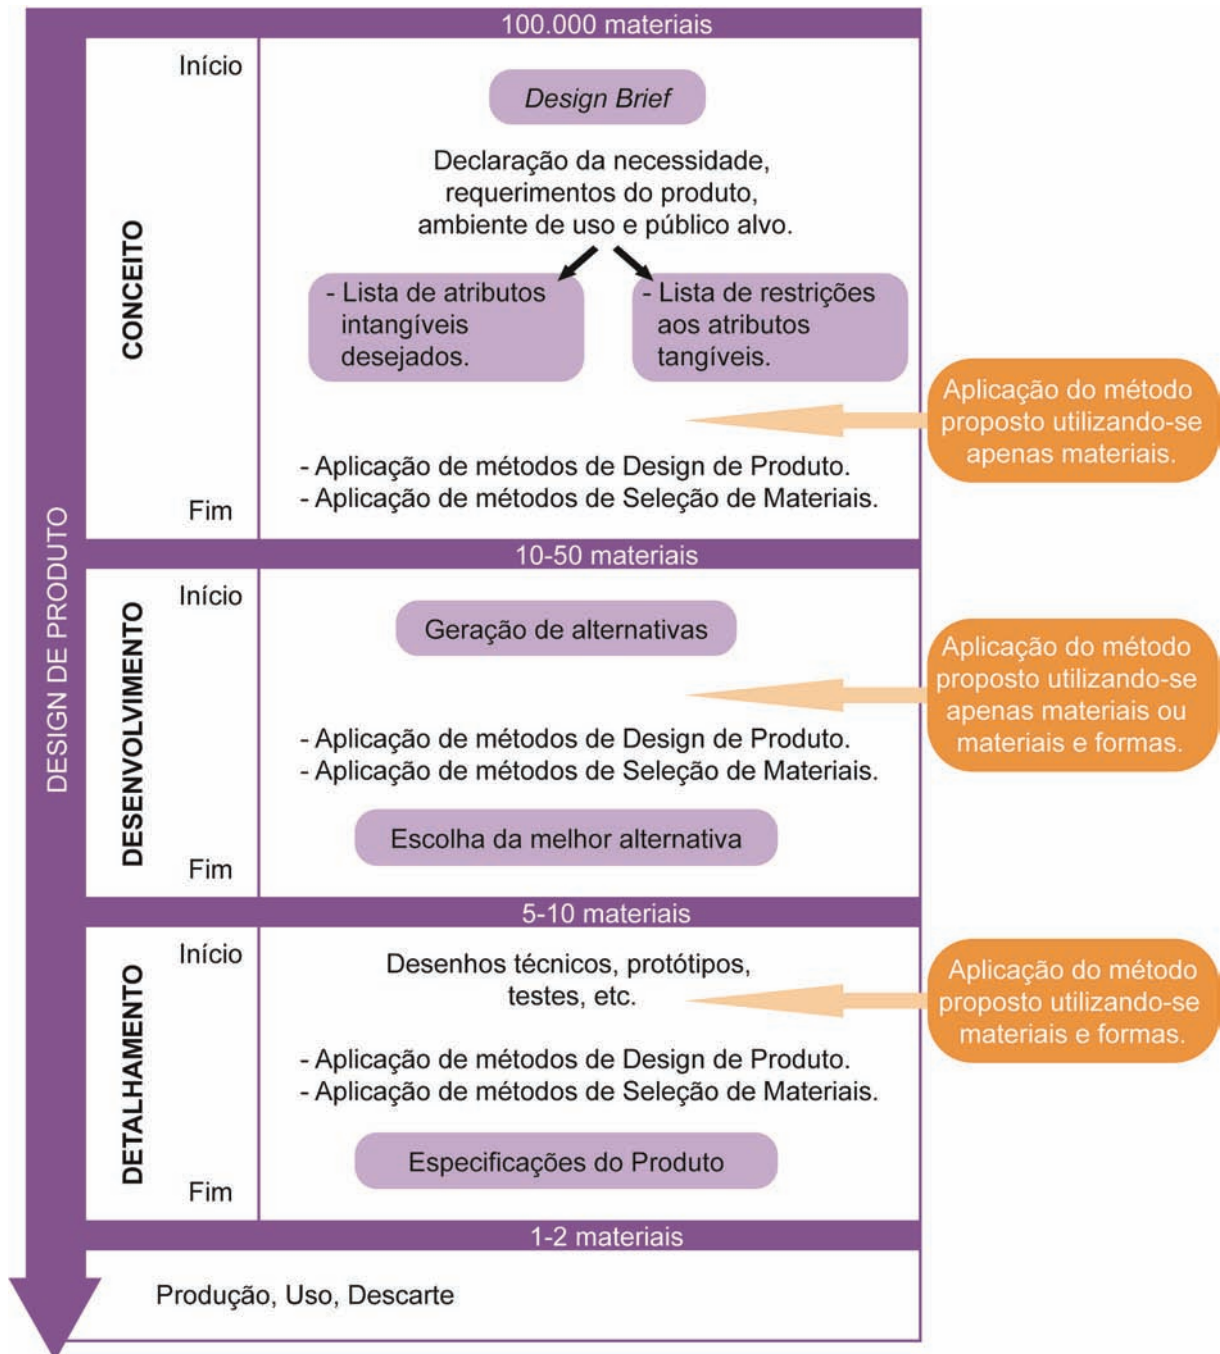 100.000 materiais
DESIGN DE PRODUTO
CONCEITO
Início
Design Brief
Declaração da necessidade,
requerimentos do produto,
ambiente de uso e público alvo.
- Lista de atributos
intangíveis
desejados.
- Lista de restrições
aos atributos
tangíveis.
Aplicação do método
proposto utilizando-se
apenas materiais.
- Aplicação de métodos de Design de Produto.
- Aplicação de métodos de Seleção de Materiais.
Fim
10-50 materiais
DESENVOLVIMENTO
Início
Geração de alternativas
Aplicação do método
proposto utilizando-se
apenas materiais ou
materiais e formas.
- Aplicação de métodos de Design de Produto.
- Aplicação de métodos de Seleção de Materiais.
Escolha da melhor alternativa
Fim
5-10 materiais
DETALHAMENTO
Início
Desenhos técnicos, protótipos,
testes, etc.
Aplicação do método
proposto utilizando-se
materiais e formas.
- Aplicação de métodos de Design de Produto.
- Aplicação de métodos de Seleção de Materiais.
Especificações do Produto
Fim
1-2 materiais
Produção, Uso, Descarte